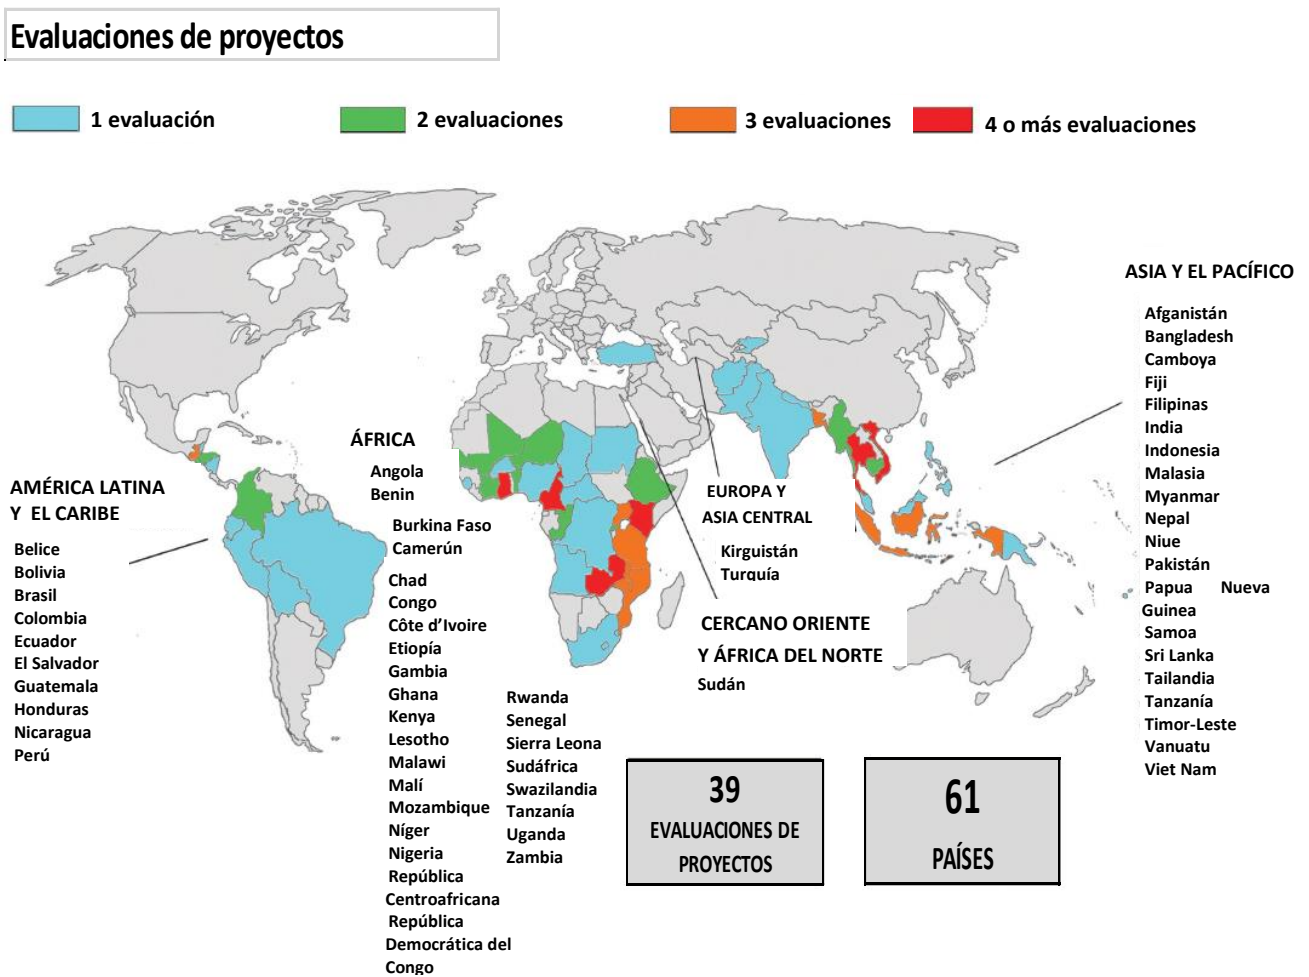 Evaluaciones de proyectos
1 evaluación
2 evaluaciones
3 evaluaciones
4 o más evaluaciones
AMÉRICA LATINA
Y EL CARIBE
Belice
Bolivia
Brasil
Colombia
Ecuador
El Salvador
Guatemala
Honduras
Nicaragua
Perú
ÁFRICA
Angola
Benin
Burkina Faso
Camerún
Chad
Congo
Côte d’Ivoire
Etiopía
Gambia
Ghana
Kenya
Lesotho
Malawi
Malí
Mozambique
Níger
Nigeria
República
Centroafricana
República
Democrática del
Congo
Rwanda
Senegal
Sierra Leona
Sudáfrica
Swazilandia
Tanzanía
Uganda
Zambia
EUROPA Y
ASIA CENTRAL
Kirguistán
Turquía
CERCANO ORIENTE
Y ÁFRICA DEL NORTE
Sudán
ASIA Y EL PACÍFICO
Afganistán
Bangladesh
Camboya
Fiji
Filipinas
India
Indonesia
Malasia
Myanmar
Nepal
Niue
Pakistán
Papua Nueva
Guinea
Samoa
Sri Lanka
Tailandia
Tanzanía
Timor-Leste
Vanuatu
Viet Nam
39
EVALUACIONES DE
PROYECTOS
61
PAÍSES